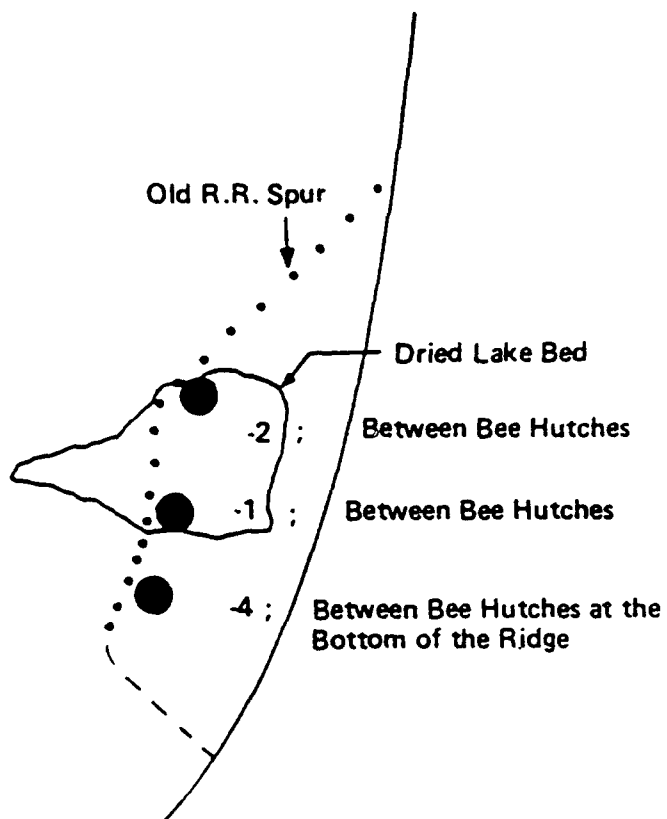 Old R.R. Spur
Dried Lake Bed
-2 ; Between Bee Hutches
-1 ; Between Bee Hutches
-4 ; Between Bee Hutches at the
Bottom of the Ridge